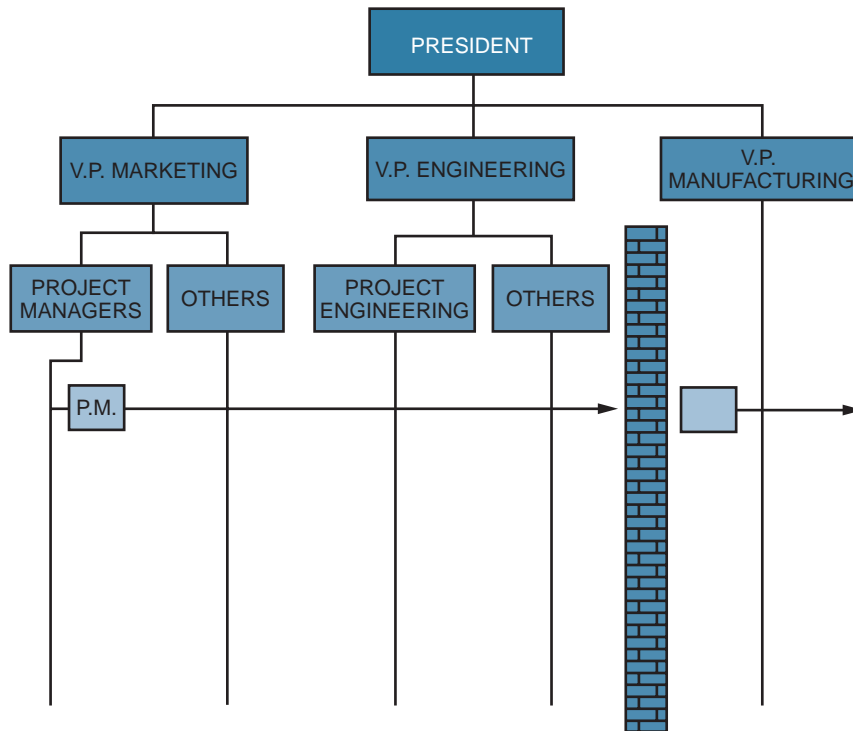 PRESIDENT
V.P. MARKETING
V.P. ENGINEERING
V.P.
MANUFACTURING
PROJECT
MANAGERS
OTHERS
PROJECT
ENGINEERING
OTHERS
P.M.